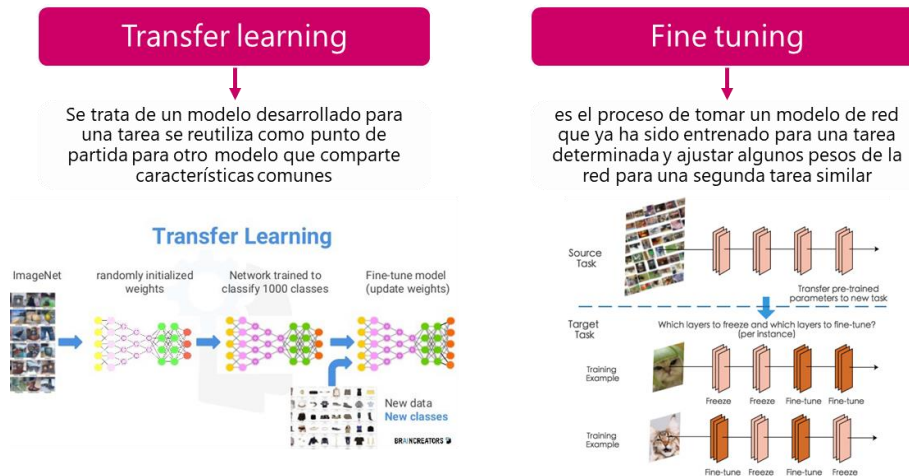 Transfer learning
Se trata de un modelo desarrollado para
una tarea se reutiliza como punto de
partida para otro modelo que comparte
características comunes
Transfer Learning
ImageNet
randomly initialized
weights
Network trained to
classify 1000 classes
Fine-tune model
(update weights)
New data
New classes
BRAINCREATORS
Fine tuning
es el proceso de tomar un modelo de red
que ya ha sido entrenado para una tarea
determinada y ajustar algunos pesos de la
red para una segunda tarea similar
Source
Task
Transfer pre-trained
parameters to new task
Target
Task
Which layers to freeze and which layers to fine-tune?
(per instance)
Training
Example
Freeze
Freeze
Fine-tune
Fine-tune
Training
Example
Fine-tune
Freeze
Fine-tune
Freeze